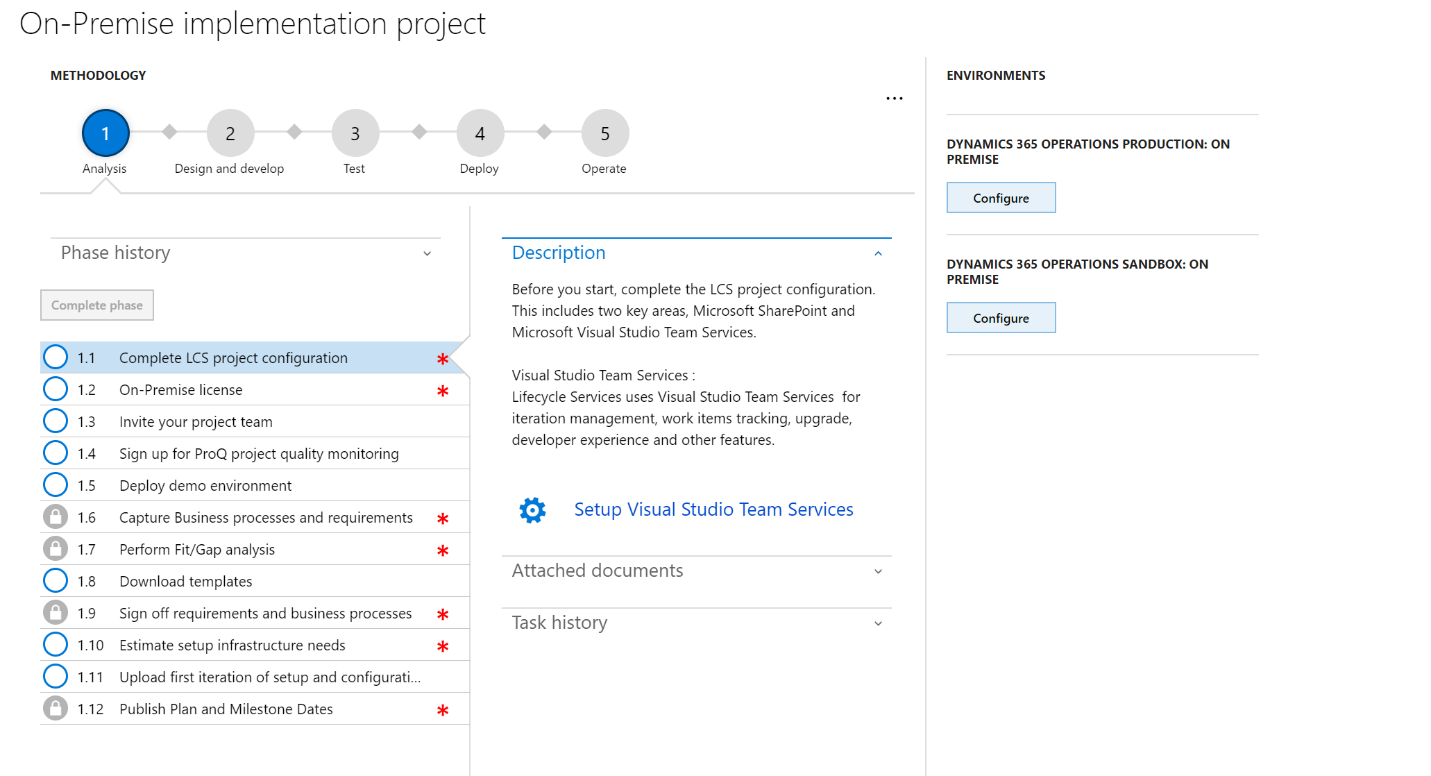 On-Premise implementation project
METHODOLOGY
...
1
2
3
4
5
Analysis
Design and develop
Test
Deploy
Operate
Phase history
Complete phase
1.1 Complete LCS project configuration *
1.2 On-Premise license *
1.3 Invite your project team
1.4 Sign up for ProQ project quality monitoring
1.5 Deploy demo environment
1.6 Capture Business processes and requirements *
1.7 Perform Fit/Gap analysis *
1.8 Download templates
1.9 Sign off requirements and business processes *
1.10 Estimate setup infrastructure needs *
1.11 Upload first iteration of setup and configurati...
1.12 Publish Plan and Milestone Dates *
Description
Before you start, complete the LCS project configuration.
This includes two key areas, Microsoft SharePoint and
Microsoft Visual Studio Team Services.
Visual Studio Team Services :
Lifecycle Services uses Visual Studio Team Services for
iteration management, work items tracking, upgrade,
developer experience and other features.
Setup Visual Studio Team Services
Attached documents
Task history
ENVIRONMENTS
DYNAMICS 365 OPERATIONS PRODUCTION: ON
PREMISE
Configure
DYNAMICS 365 OPERATIONS SANDBOX: ON
PREMISE
Configure